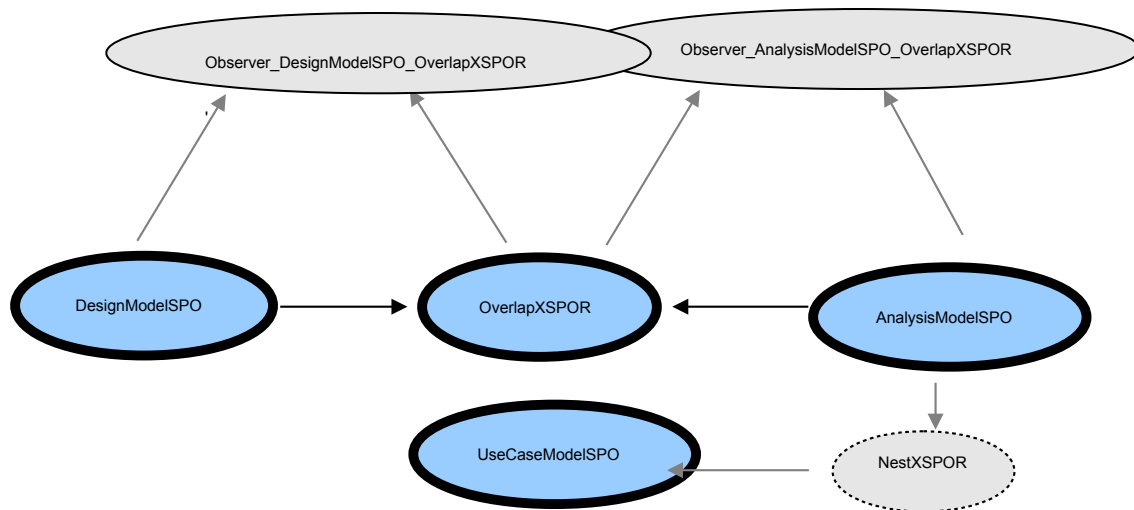 Observer_DesignModelSPO_OverlapXSPOR
Observer_AnalysisModelSPO_OverlapXSPOR
DesignModelSPO
OverlapXSPOR
AnalysisModelSPO
UseCaseModelSPO
NestXSPOR